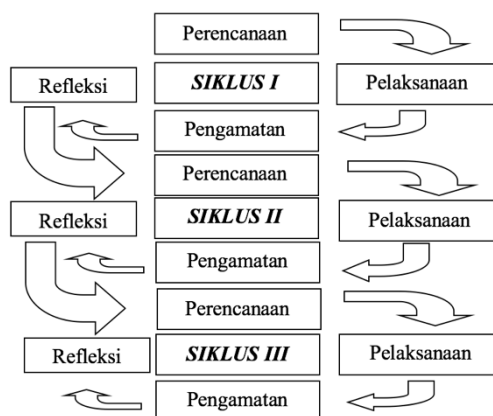 Perencanaan
Refleksi
SIKLUS I
Pelaksanaan
Pengamatan
Perencanaan
Refleksi
SIKLUS II
Pelaksanaan
Pengamatan
Perencanaan
Refleksi
SIKLUS III
Pelaksanaan
Pengamatan